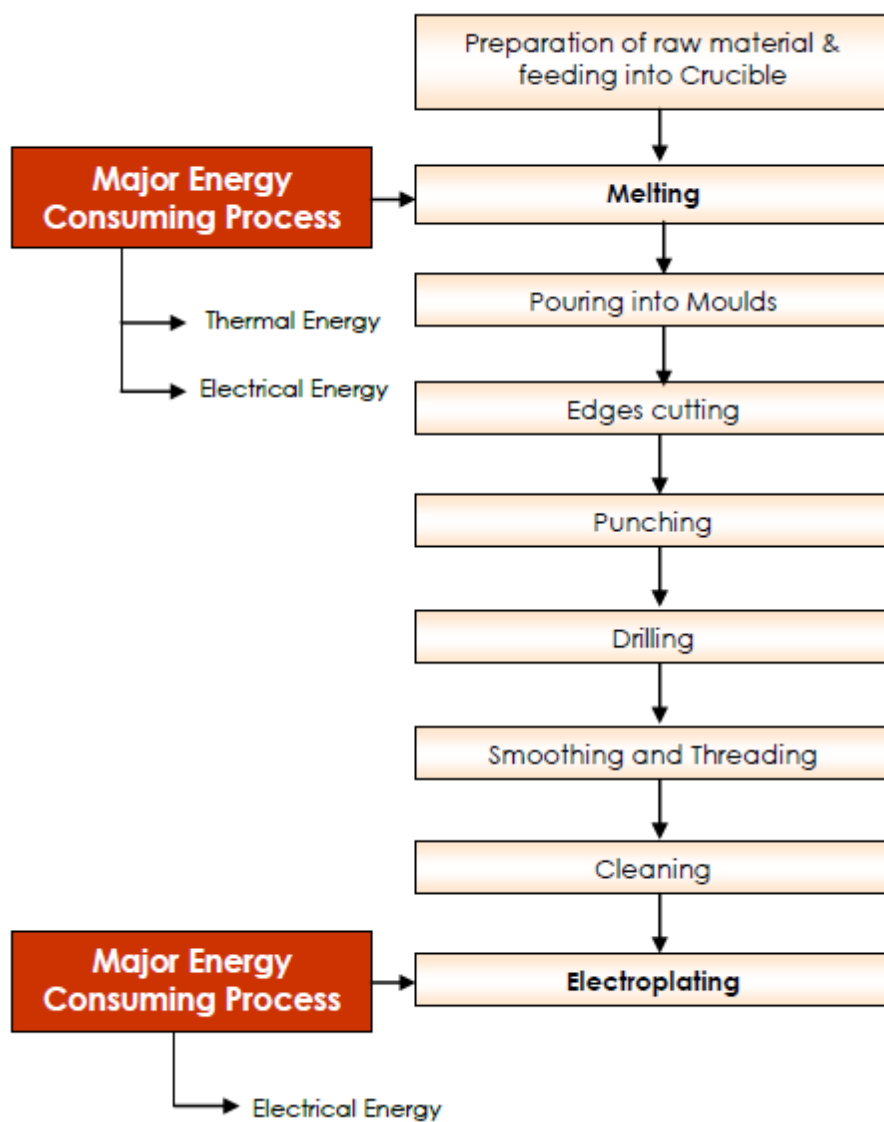 Preparation of raw material &
feeding into Crucible
Major Energy
Consuming Process
Melting
Pouring into Moulds
Thermal Energy
Electrical Energy
Edges cutting
Punching
Drilling
Smoothing and Threading
Cleaning
Major Energy
Consuming Process
Electroplating
Electrical Energy